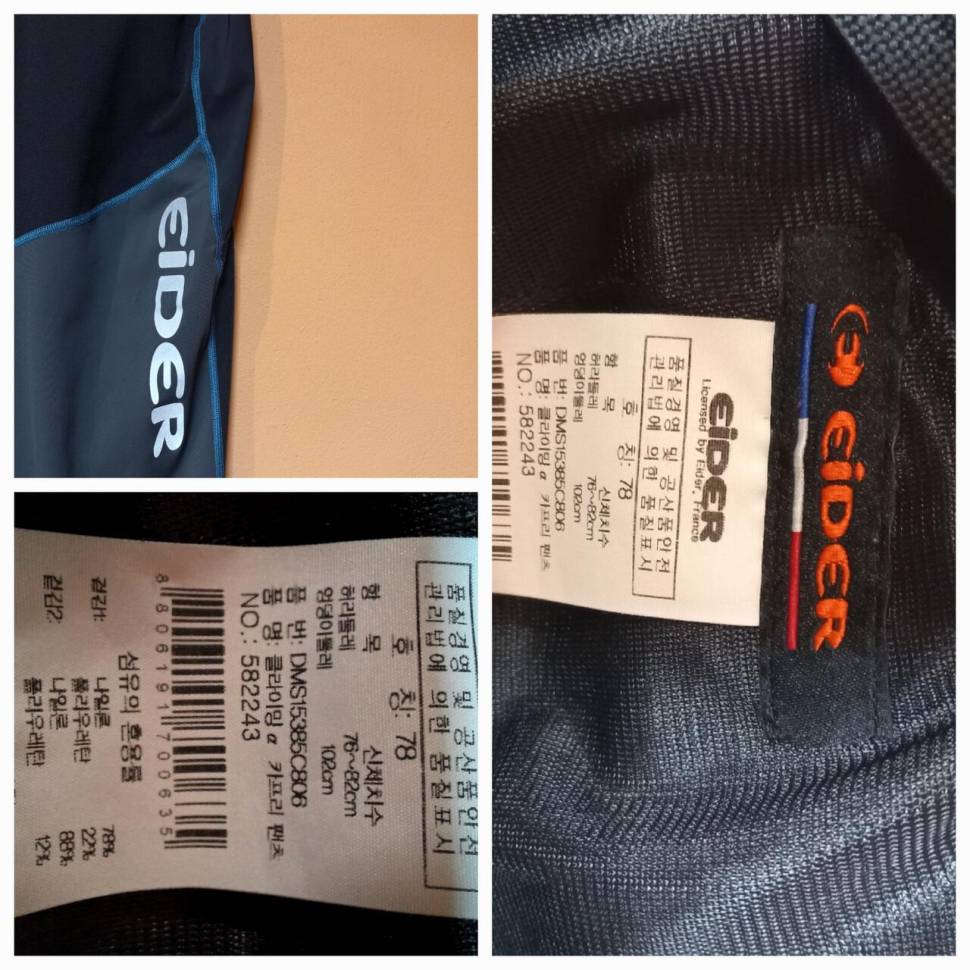 EiDER
EiDER
EiDER
Licensed by Eider, France
품질경영 및 공산품안전
관리법에 의한 품질표시
호 칭: 78
항 목 신체치수
허리둘레 76~82cm
엉덩이둘레 102cm
품 번: DMS15385C806
품 명: 클라이밍α 카프리 팬츠
NO.: 582243
품질경영 및 공산품안전
관리법에 의한 품질표시
호 칭: 78
항 목 신체치수
허리둘레 76~82cm
엉덩이둘레 102cm
품 번: DMS15385C806
품 명: 클라이밍α 카프리 팬츠
NO.: 582243
8806191700635
섬유의 혼용률
겉감1: 나일론 78%
폴리우레탄 22%
겉감2: 나일론 88%
폴리우레탄 12%